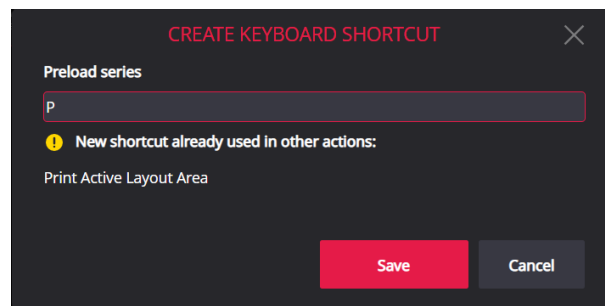 CREATE KEYBOARD SHORTCUT
Preload series
P
New shortcut already used in other actions:
Print Active Layout Area
Save Cancel